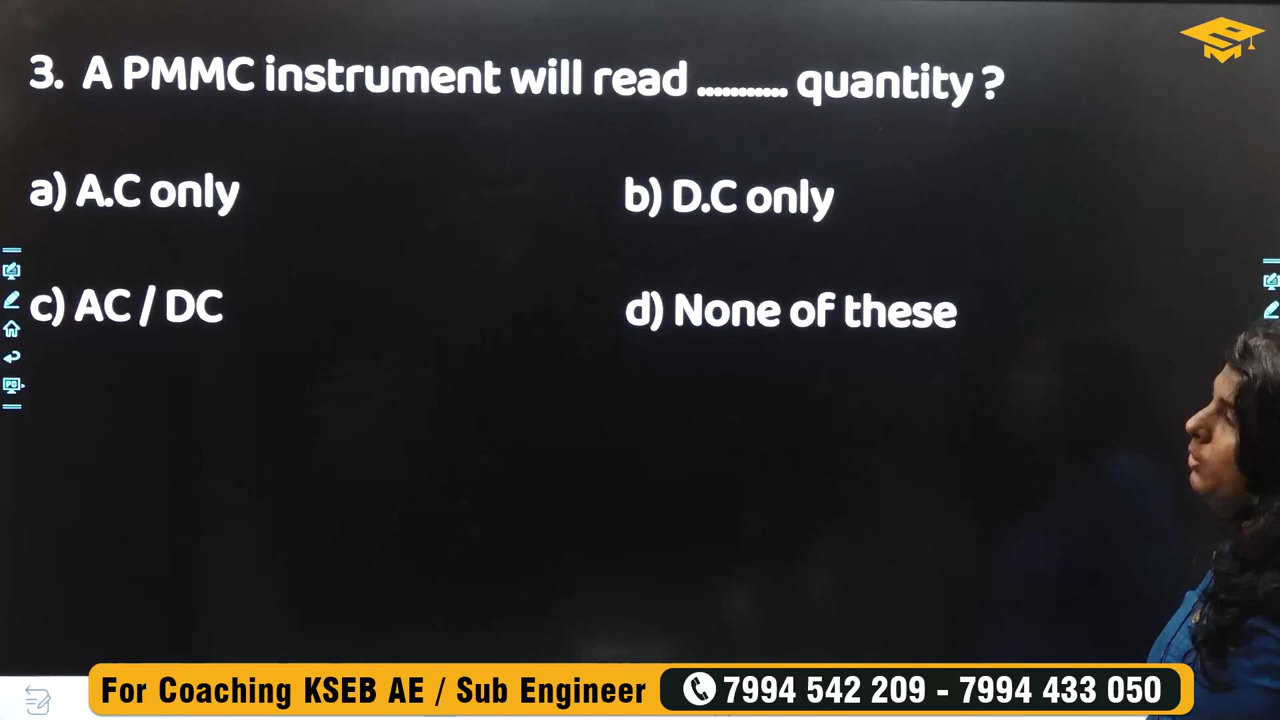 3. A PMMC instrument will read ........... quantity ?
a) A.C only
b) D.C only
c) AC / DC
d) None of these
For Coaching KSEB AE / Sub Engineer 7994 542 209 - 7994 433 050